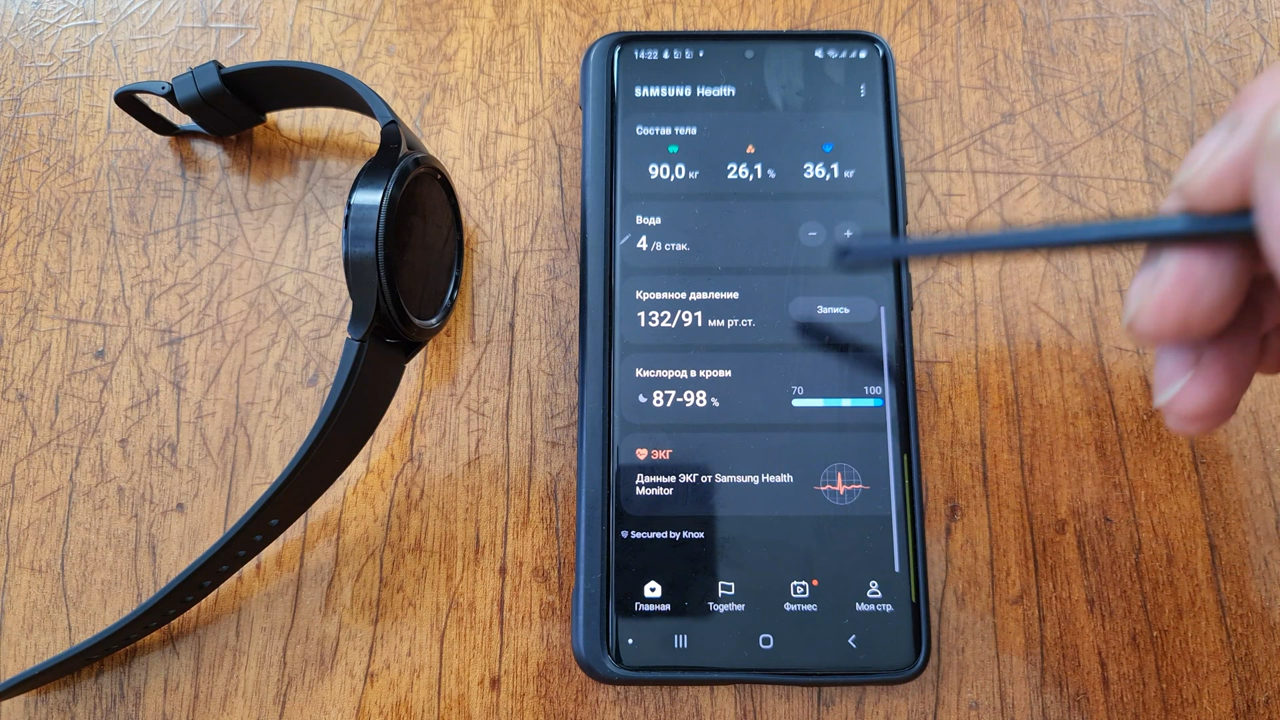 14:22
SAMSUNG Health
Состав тела
90,0 кг 26,1 % 36,1 кг
Вода
4 /8 стак.
Кровяное давление
132/91 мм рт.ст.
Запись
Кислород в крови
87-98 %
70 100
ЭКГ
Данные ЭКГ от Samsung Health
Monitor
Secured by Knox
Главная Together Фитнес Моя стр.